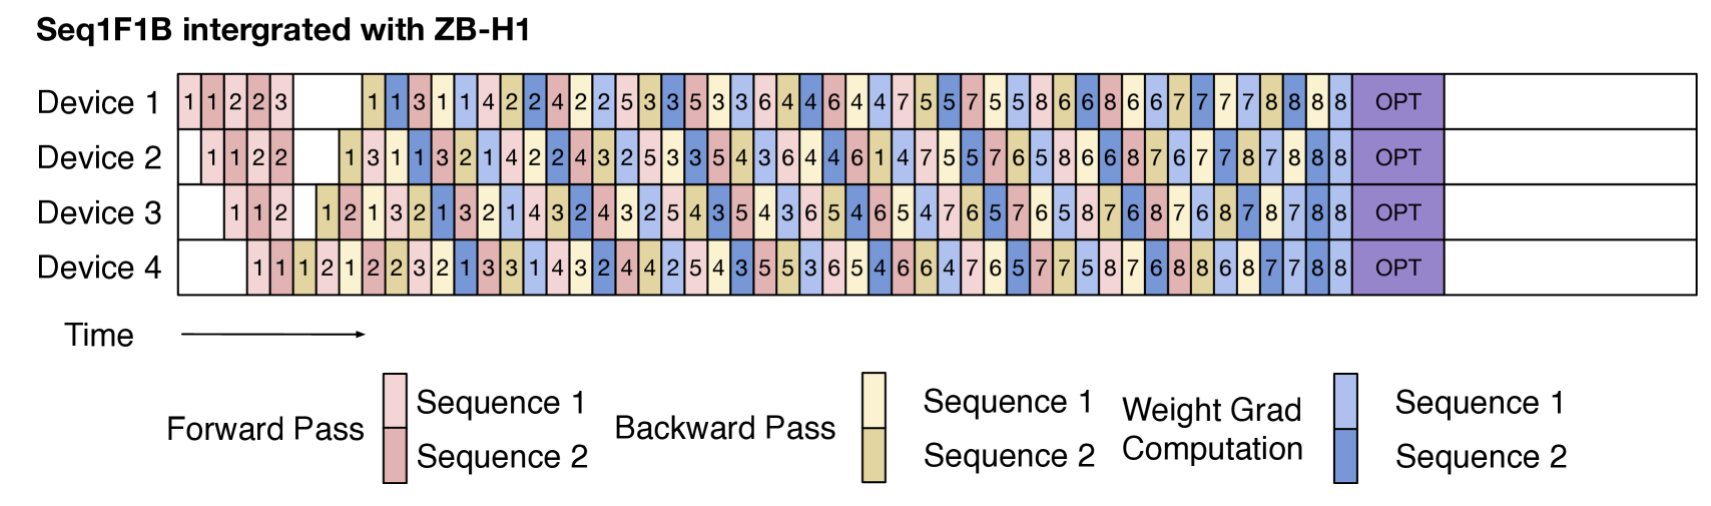 Seq1F1B intergrated with ZB-H1
Device 1 1 1 2 2 3 1 1 3 1 1 4 2 2 4 2 2 5 3 3 5 3 3 6 4 4 6 4 4 7 5 5 7 5 5 8 6 6 8 6 6 7 7 7 7 8 8 8 8 OPT
Device 2 1 1 2 2 1 3 1 1 3 2 1 4 2 2 4 3 2 5 3 3 5 4 3 6 4 4 6 1 4 7 5 5 7 6 5 8 6 6 8 7 6 7 7 8 7 8 8 8 OPT
Device 3 1 1 2 1 2 1 3 2 1 3 2 1 4 3 2 4 3 2 5 4 3 5 4 3 6 5 4 6 5 4 7 6 5 7 6 5 8 7 6 8 7 6 8 7 8 7 8 8 OPT
Device 4 1 1 1 2 1 2 2 3 2 1 3 3 1 4 3 2 4 4 2 5 4 3 5 5 3 6 5 4 6 6 4 7 6 5 7 7 5 8 7 6 8 8 6 8 7 7 8 8 OPT
Time
Forward Pass
Sequence 1
Sequence 2
Backward Pass
Sequence 1
Sequence 2
Weight Grad
Computation
Sequence 1
Sequence 2